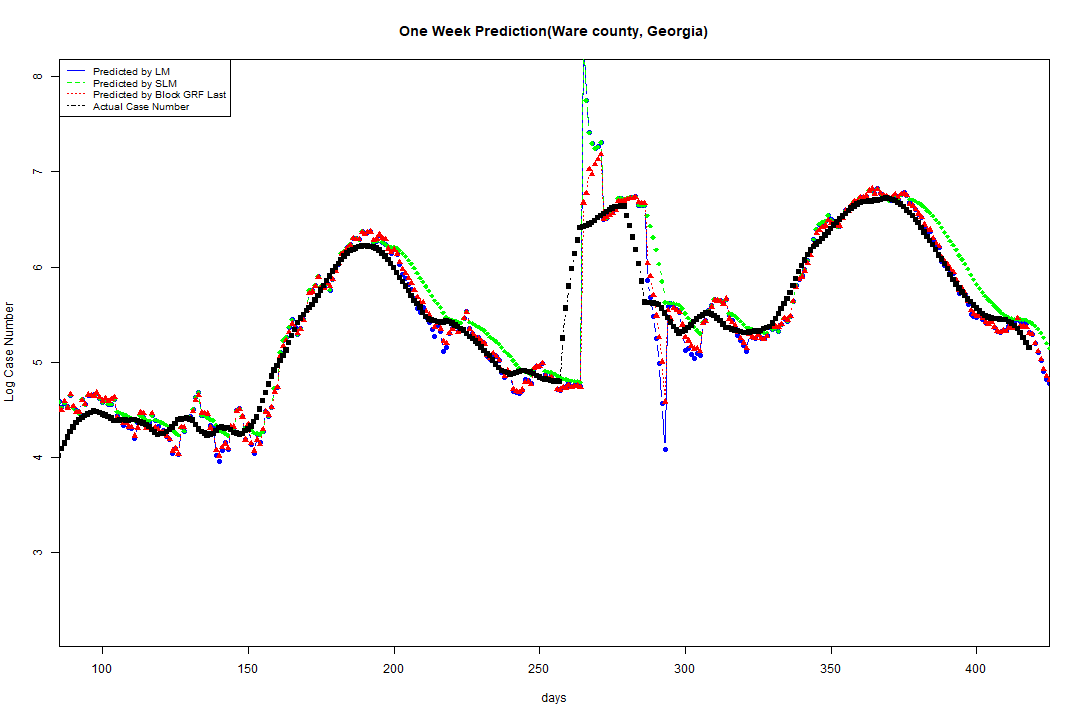 One Week Prediction(Ware county, Georgia)
Predicted by LM
Predicted by SLM
Predicted by Block GRF Last
Actual Case Number
8
7
6
5
4
3
Log Case Number
100 150 200 250 300 350 400
days